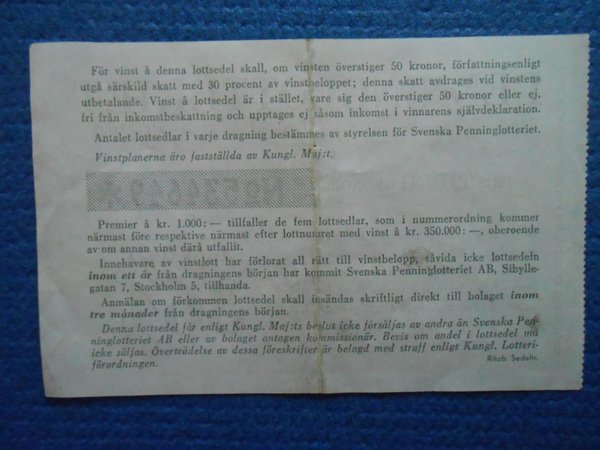 För vinst å denna lottsedel skall, om vinsten överstiger 50 kronor, författningsenligt
utgå särskild skatt med 30 procent av vinstbeloppet; denna skatt avdrages vid vinstens
utbetalande. Vinst å lottsedel är i stället, vare sig den överstiger 50 kronor eller ej,
fri från inkomstbeskattning och upptages ej såsom inkomst i vinnarens självdeklaration.
Antalet lottsedlar i varje dragning bestämmes av styrelsen för Svenska Penninglotteriet.
Vinstplanerna äro fastställda av Kungl. Maj:t.
Premier å kr. 1.000: — tillfaller de fem lottsedlar, som i nummerordning kommer
närmast före respektive närmast efter lottnumret med vinst å kr. 350.000: —, oberoende
av om annan vinst därå utfallit.
Innehavare av vinstlott har förlorat all rätt till vinstbelopp, såvida icke lottsedeln
inom ett år från dragningens början har kommit Svenska Penninglotteriet AB, Sibylle-
gatan 7, Stockholm 5, tillhanda.
Anmälan om förkommen lottsedel skall insändas skriftligt direkt till bolaget inom
tre månader från dragningens början.
Denna lottsedel får enligt Kungl. Maj:ts beslut icke försäljas av andra än Svenska Pen-
ninglotteriet AB eller av bolaget antagen kommissionär. Bevis om andel i lottsedel må
icke säljas. Överträdelse av dessa föreskrifter är belagd med straff enligt Kungl. Lotteri-
förordningen.
Riksb. Sedeltr.